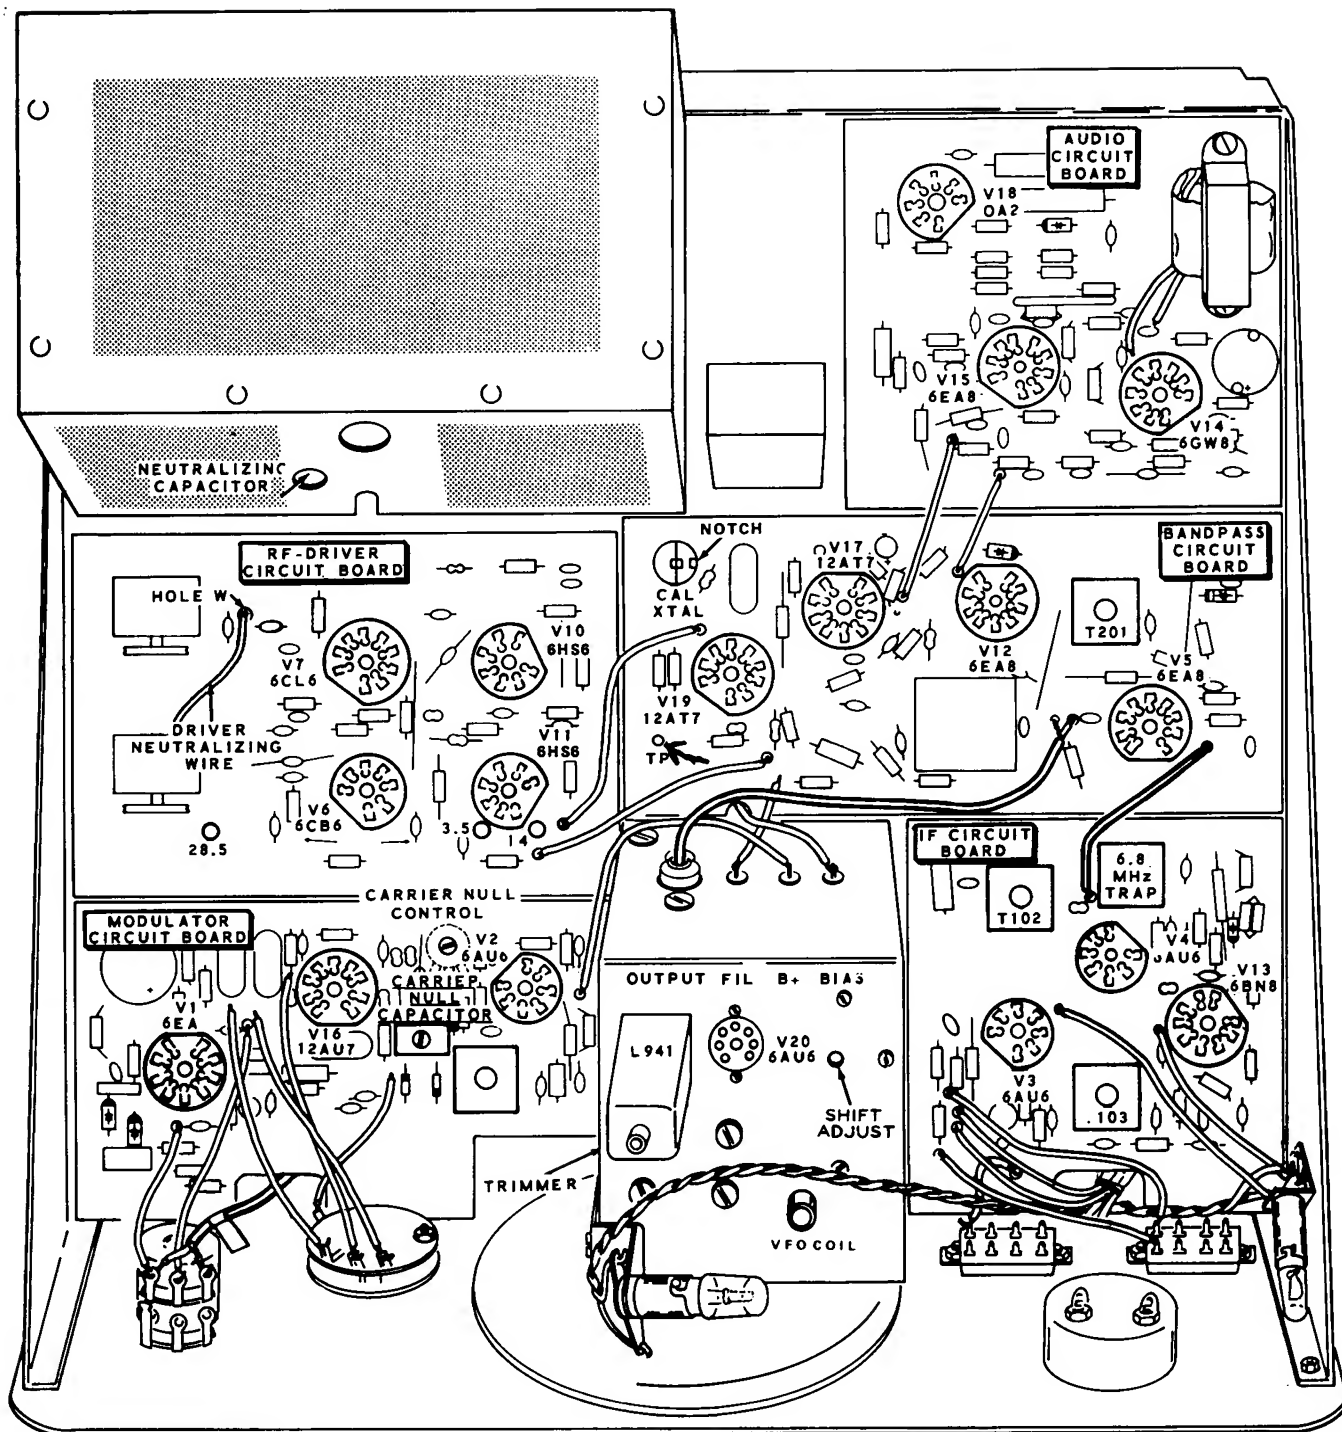 AUDIO
CIRCUIT
BOARD
V18
OA2
V15
6EA8
V14
6GW8
NEUTRALIZING
CAPACITOR
RF-DRIVER
CIRCUIT BOARD
HOLE W
V7
6CL6
V10
6HS6
DRIVER
NEUTRALIZING
WIRE
V11
6HS6
V6
6CB6
3.5
14
28.5
NOTCH
CAL
XTAL
V17
12AT7
BANDPASS
CIRCUIT
BOARD
T201
V12
6EA8
V5
6EA8
V19
12AT7
TP
CARRIER NULL
CONTROL
MODULATOR
CIRCUIT BOARD
V2
6AU6
CARRIER
NULL
CAPACITOR
V1
6EA
V16
12AU7
OUTPUT FIL B+ BIAS
L941
V20
6AU6
SHIFT
ADJUST
TRIMMER
VFO COIL
IF CIRCUIT
BOARD
6.8
MHz
TRAP
T102
V4
6AU6
V13
6BN8
V3
6AU6
.103